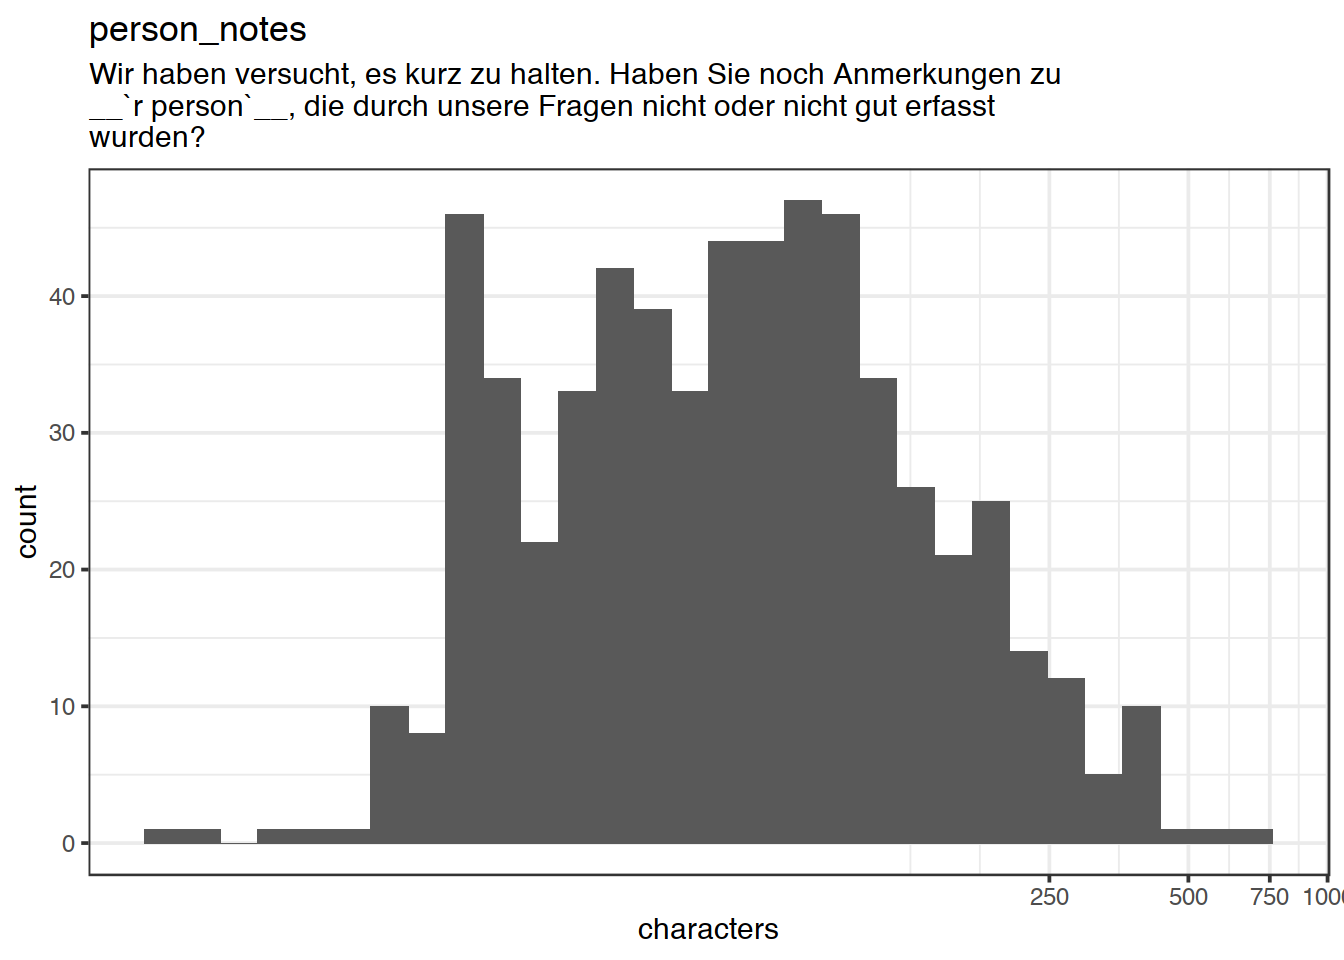 person_notes
Wir haben versucht, es kurz zu halten. Haben Sie noch Anmerkungen zu
__`r person`__, die durch unsere Fragen nicht oder nicht gut erfasst
wurden?
count
40
30
20
10
0
250 500 750 1000
characters